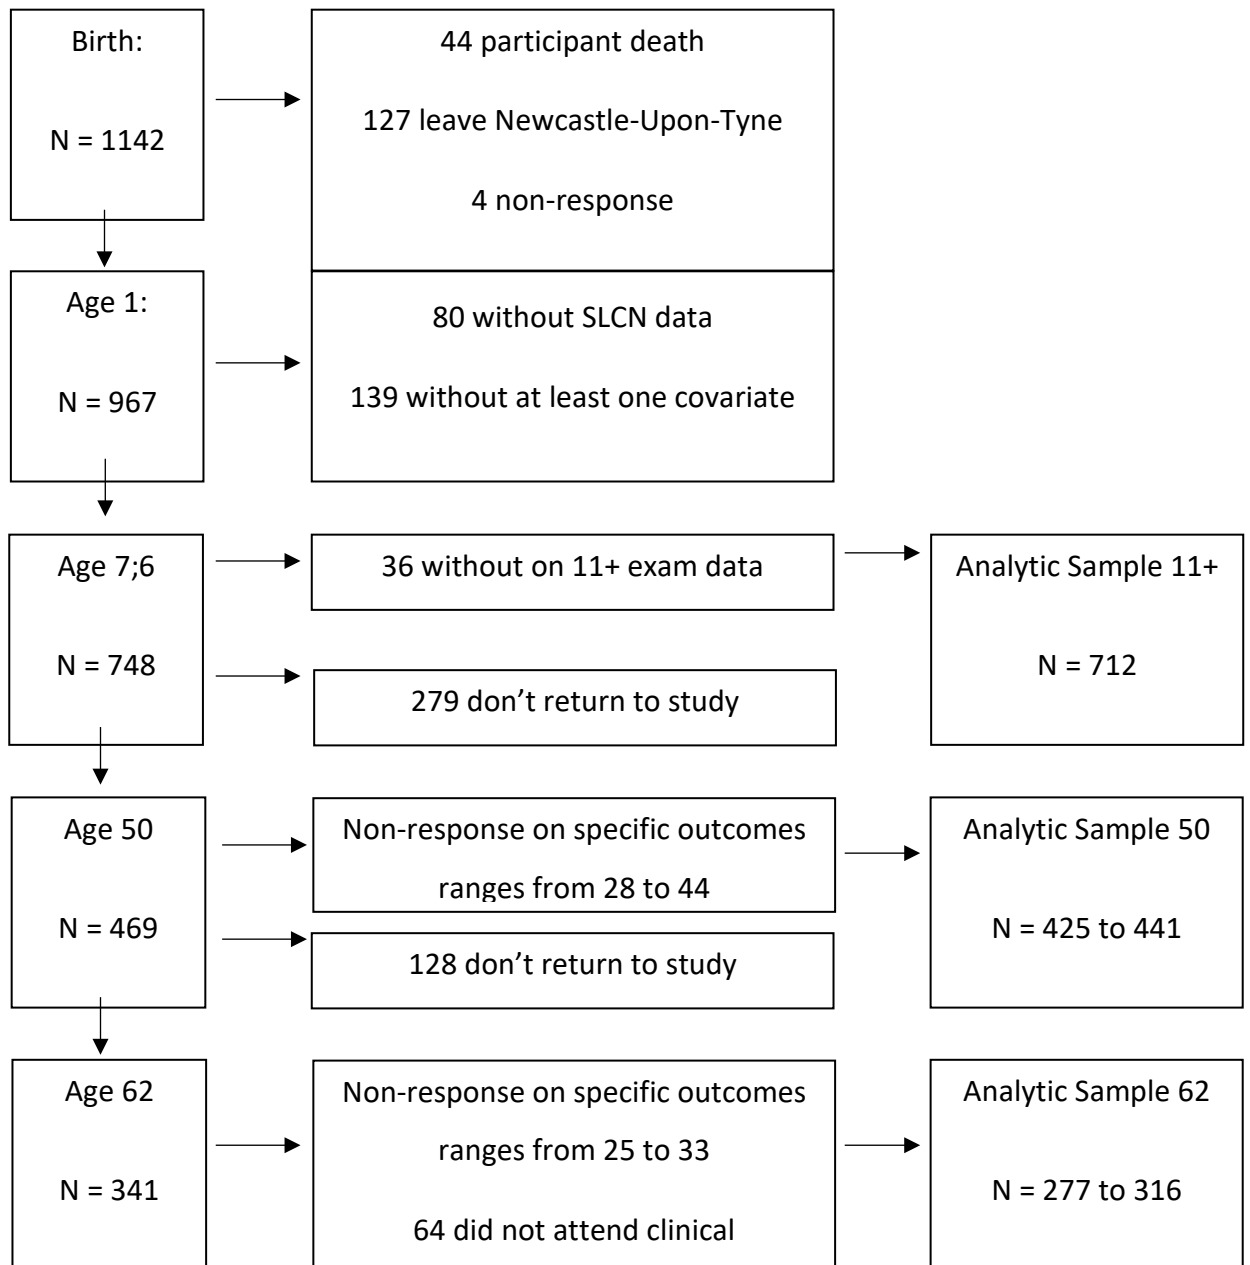 Birth:
N = 1142
44 participant death
127 leave Newcastle-Upon-Tyne
4 non-response
Age 1:
N = 967
80 without SLCN data
139 without at least one covariate
Age 7;6
N = 748
36 without on 11+ exam data
279 don’t return to study
Analytic Sample 11+
N = 712
Age 50
N = 469
Non-response on specific outcomes
ranges from 28 to 44
128 don’t return to study
Analytic Sample 50
N = 425 to 441
Age 62
N = 341
Non-response on specific outcomes
ranges from 25 to 33
64 did not attend clinical
Analytic Sample 62
N = 277 to 316